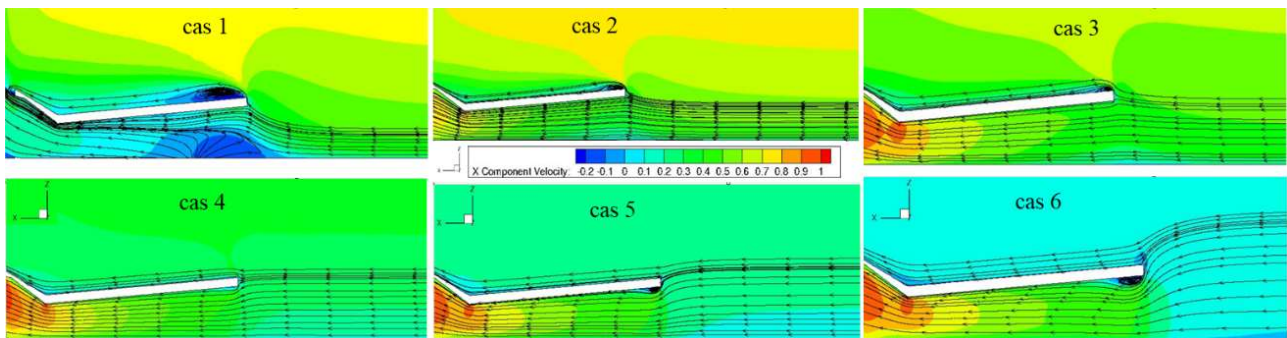 cas 1
cas 2
cas 3
X Component Velocity: -0.2 -0.1 0 0.1 0.2 0.3 0.4 0.5 0.6 0.7 0.8 0.9 1
Z
X
cas 4
cas 5
Z
X
cas 6